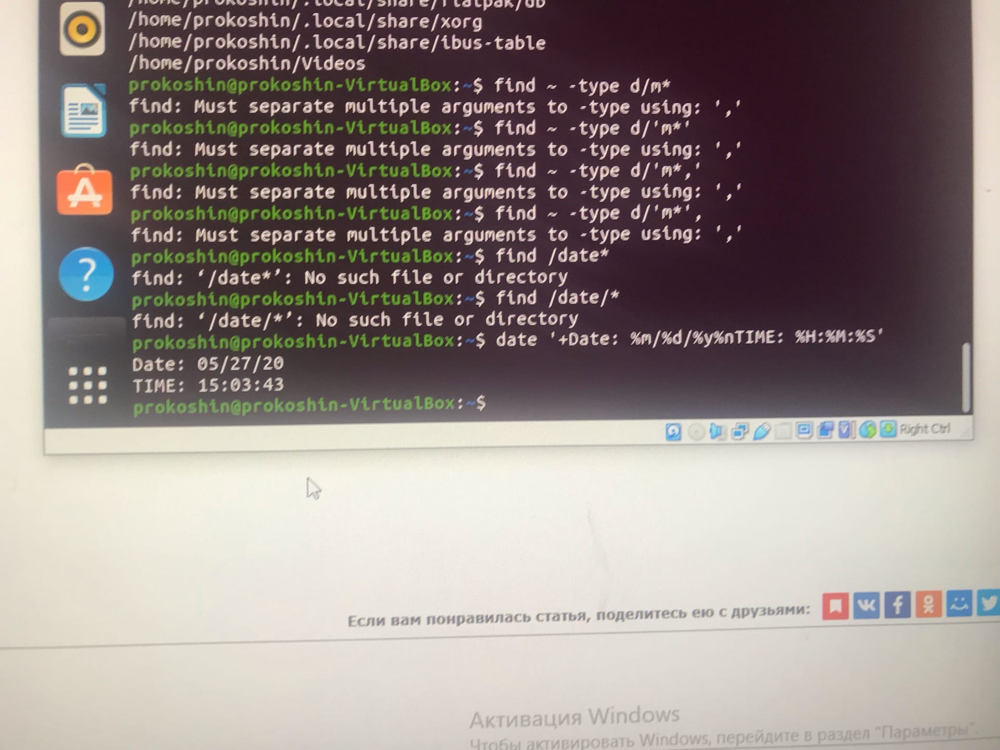 /home/prokoshin/.local/share/flatpak/db
/home/prokoshin/.local/share/xorg
/home/prokoshin/.local/share/ibus-table
/home/prokoshin/Videos
prokoshin@prokoshin-VirtualBox:~$ find ~ -type d/m*
find: Must separate multiple arguments to -type using: ','
prokoshin@prokoshin-VirtualBox:~$ find ~ -type d/'m*'
find: Must separate multiple arguments to -type using: ','
prokoshin@prokoshin-VirtualBox:~$ find ~ -type d/'m*,'
find: Must separate multiple arguments to -type using: ','
prokoshin@prokoshin-VirtualBox:~$ find ~ -type d/'m*',
find: Must separate multiple arguments to -type using: ','
prokoshin@prokoshin-VirtualBox:~$ find /date*
find: ‘/date*’: No such file or directory
prokoshin@prokoshin-VirtualBox:~$ find /date/*
find: ‘/date/*’: No such file or directory
prokoshin@prokoshin-VirtualBox:~$ date '+Date: %m/%d/%y%nTIME: %H:%M:%S'
Date: 05/27/20
TIME: 15:03:43
prokoshin@prokoshin-VirtualBox:~$
Right Ctrl
Если вам понравилась статья, поделитесь ею с друзьями:
Активация Windows
Чтобы активировать Windows, перейдите в раздел "Параметры".